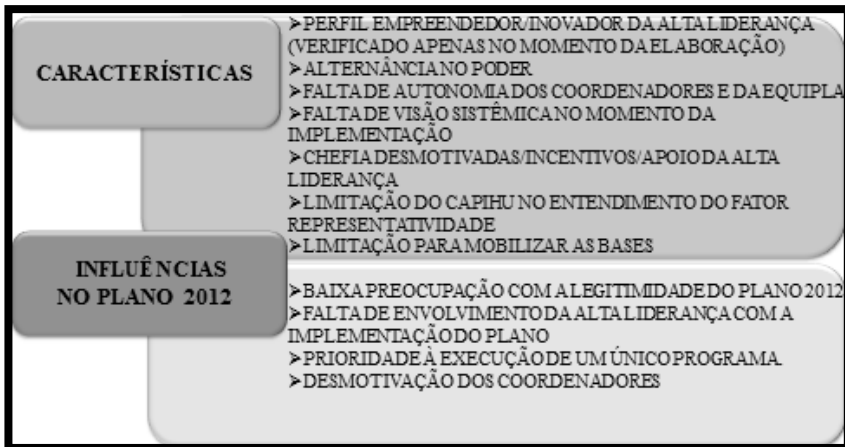 CARACTERÍSTICAS
➢PERFIL EMPREENDEDOR/INOVADOR DA ALTA LIDERANÇA
(VERIFICADO APENAS NO MOMENTO DA ELABORAÇÃO)
➢ALTERNÂNCIA NO PODER
➢FALTA DE AUTONOMIA DOS COORDENADORES E DA EQUIPLA
➢FALTA DE VISÃO SISTÊMICA NO MOMENTO DA
IMPLEMENTAÇÃO
➢CHEFIA DESMOTIVADAS/INCENTIVOS/APOIO DA ALTA
LIDERANÇA
➢LIMITAÇÃO DO CAPIHU NO ENTENDIMENTO DO FATOR
REPRESENTATIVIDADE
➢LIMITAÇÃO PARA MOBILIZAR AS BASES
INFLUÊNCIAS
NO PLANO 2012
➢BAIXA PREOCUPAÇÃO COM A LEGITIMIDADE DO PLANO 2012
➢FALTA DE ENVOLVIMENTO DA ALTA LIDERANÇA COM A
IMPLEMENTAÇÃO DO PLANO
➢PRIORIDADE À EXECUÇÃO DE UM ÚNICO PROGRAMA.
➢DESMOTIVAÇÃO DOS COORDENADORES